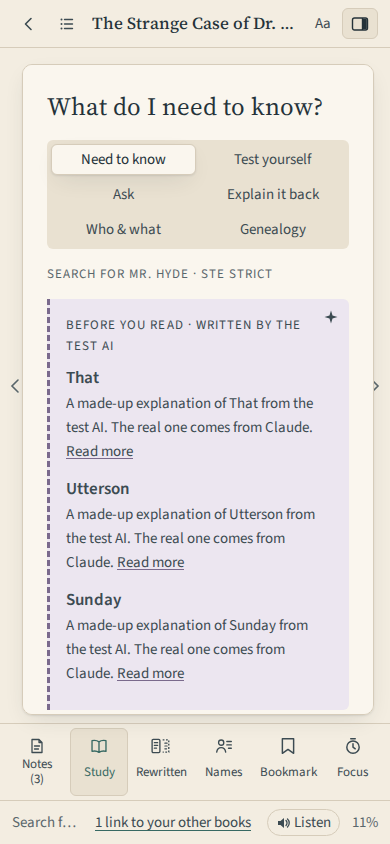 The Strange Case of Dr. ...
Aa
What do I need to know?
Need to know
Test yourself
Ask
Explain it back
Who & what
Genealogy
SEARCH FOR MR. HYDE · STE STRICT
BEFORE YOU READ · WRITTEN BY THE
TEST AI
That
A made-up explanation of That from the
test AI. The real one comes from Claude.
Read more
Utterson
A made-up explanation of Utterson from
the test AI. The real one comes from
Claude. Read more
Sunday
A made-up explanation of Sunday from
the test AI. The real one comes from
Claude. Read more
Notes
(3)
Study
Rewritten
Names
Bookmark
Focus
Search f...
1 link to your other books
Listen
11%